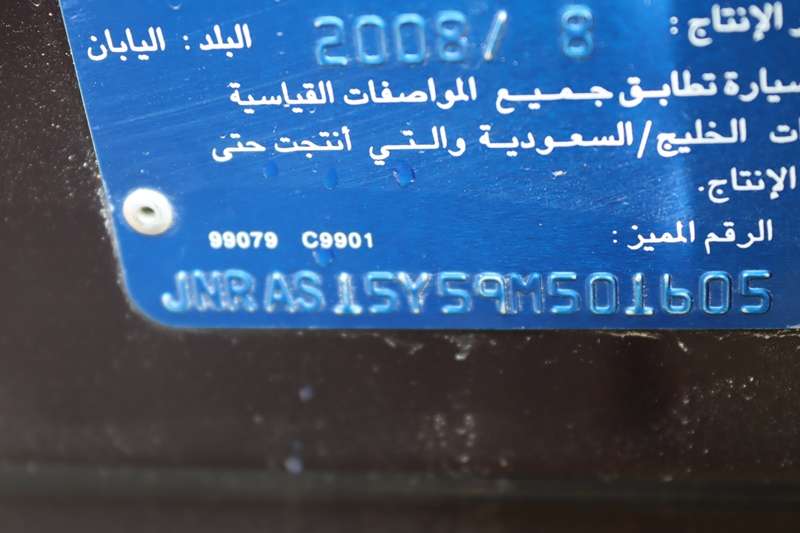 الإنتاج : 2008/ 8 البلد : اليابان
سيارة تطابق جميع المواصفات القياسية
الخليج/السعودية والتي أنتجت حتى
الإنتاج.
الرقم المميز : 99079 C9901
JNRAS15Y59M501605